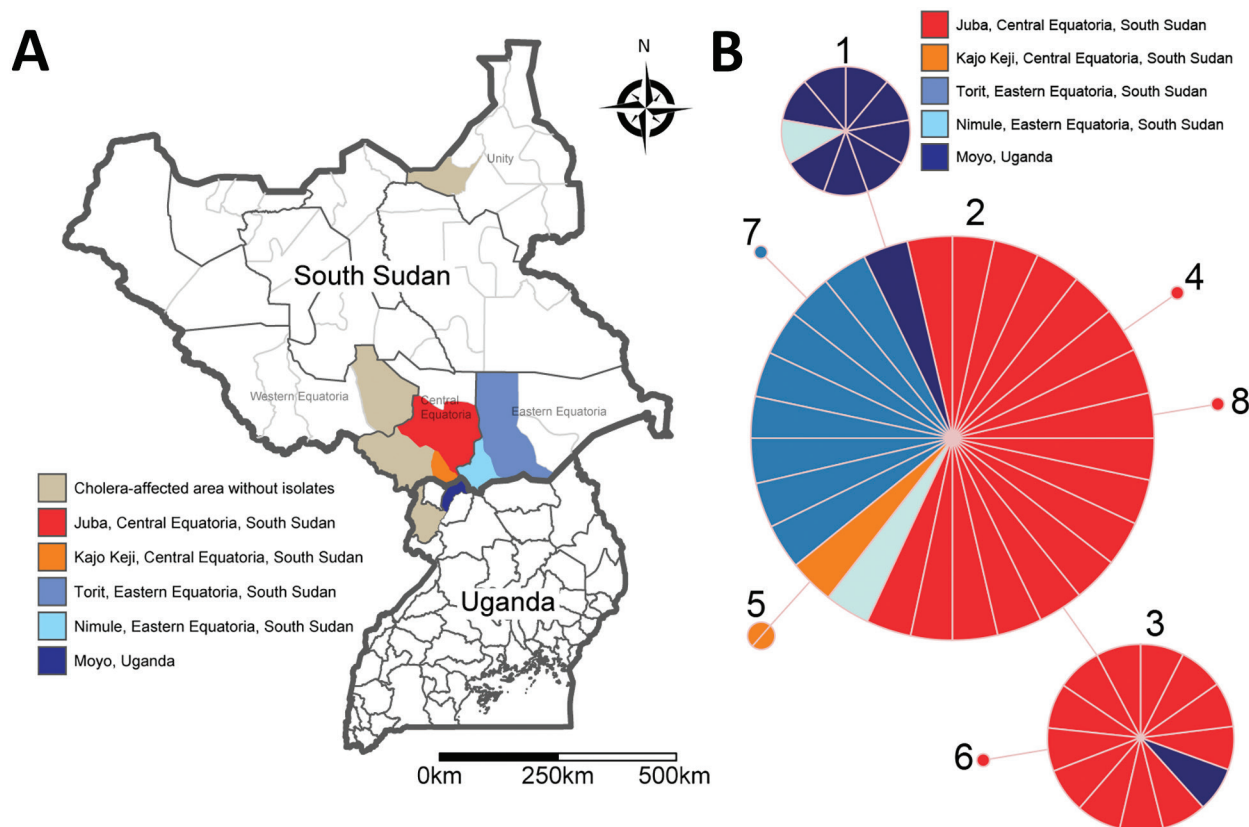 A
N
Unity
South Sudan
Western Equatoria
Central
Equatoria
Eastern Equatoria
Cholera-affected area without isolates
Juba, Central Equatoria, South Sudan
Kajo Keji, Central Equatoria, South Sudan
Torit, Eastern Equatoria, South Sudan
Nimule, Eastern Equatoria, South Sudan
Moyo, Uganda
Uganda
0km
250km
500km
B
Juba, Central Equatoria, South Sudan
Kajo Keji, Central Equatoria, South Sudan
Torit, Eastern Equatoria, South Sudan
Nimule, Eastern Equatoria, South Sudan
Moyo, Uganda
1
2
7
4
8
5
3
6